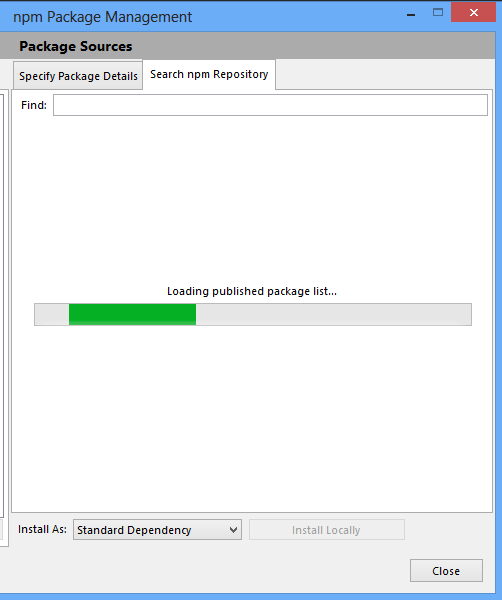 npm Package Management
Package Sources
Specify Package Details
Search npm Repository
Find:
Loading published package list...
Install As:
Standard Dependency
Install Locally
Close